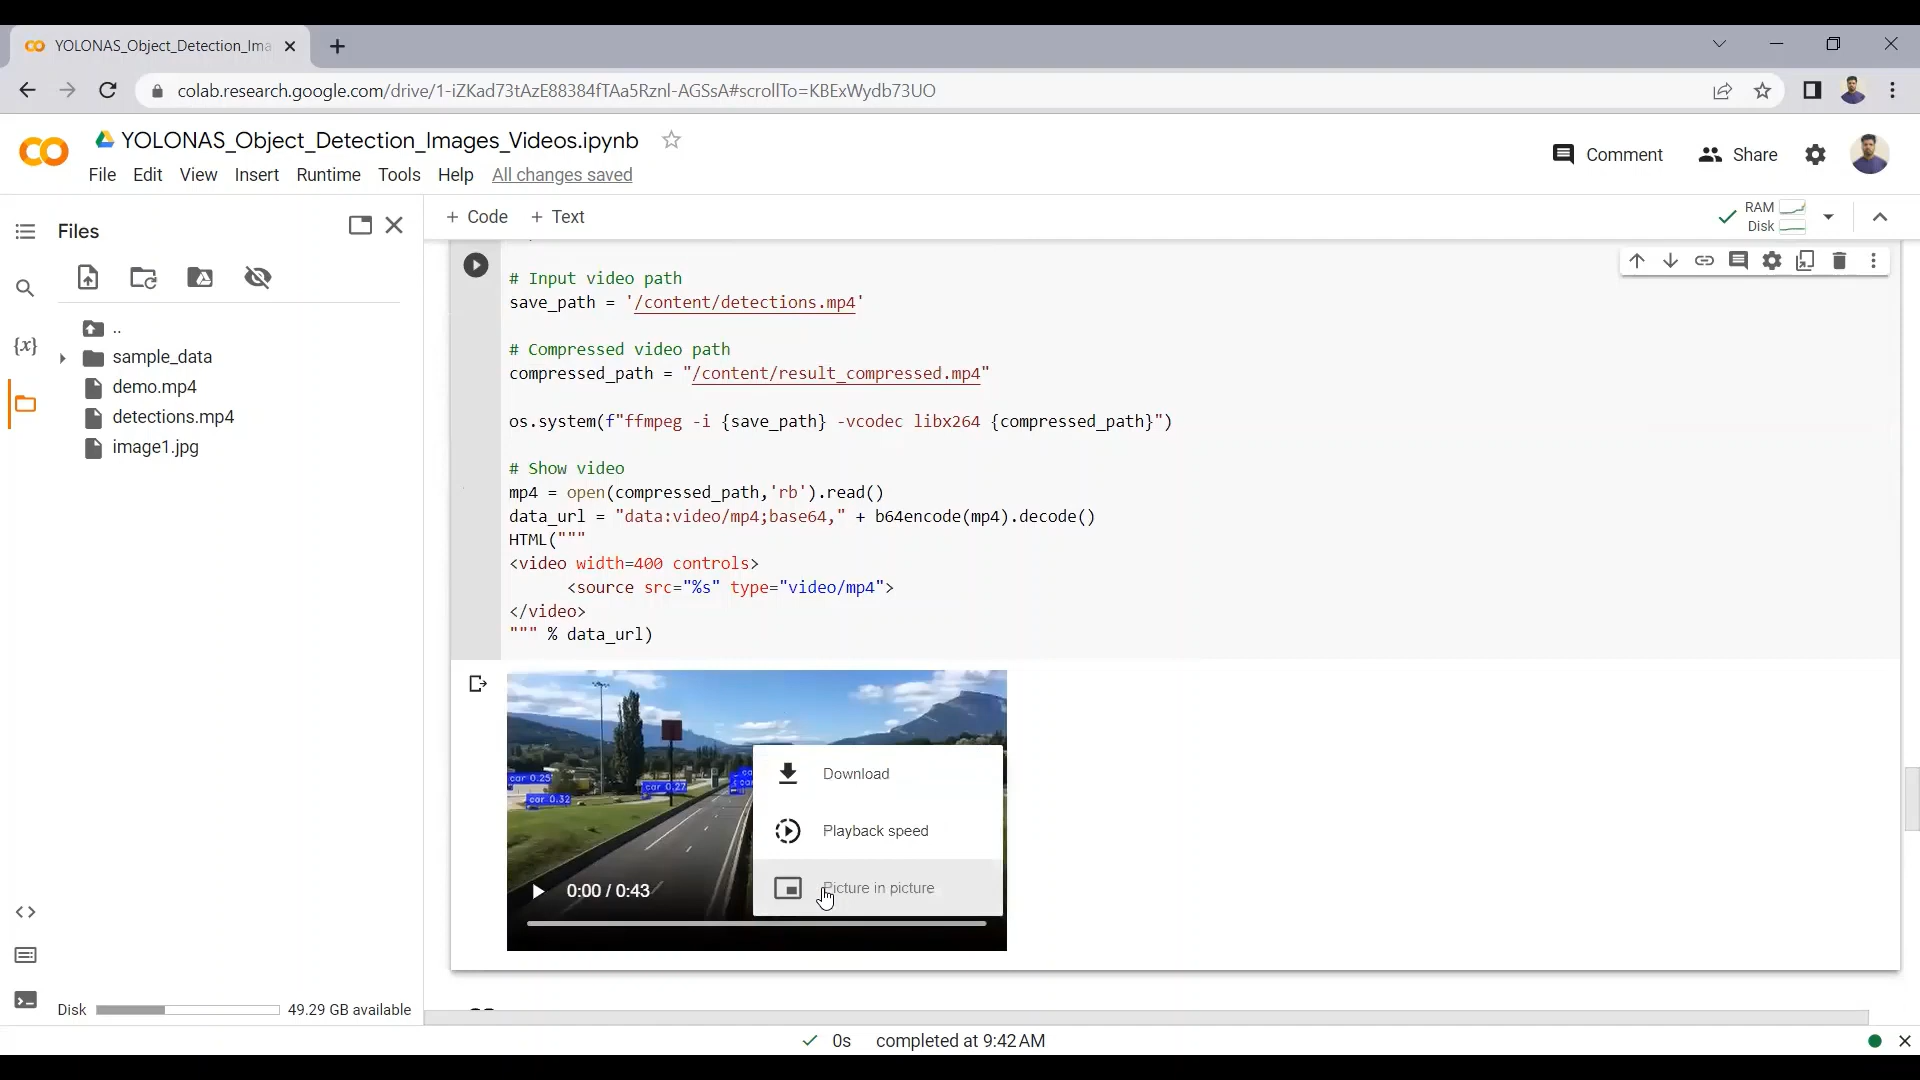 YOLONAS_Object_Detection_Ima
colab.research.google.com/drive/1-iZKad73tAzE88384fTAa5Rznl-AGSsA#scrollTo=KBExWydb73UO
YOLONAS_Object_Detection_Images_Videos.ipynb
Comment
Share
File Edit View Insert Runtime Tools Help All changes saved
Files
+ Code + Text
RAM
Disk
..
sample_data
demo.mp4
detections.mp4
image1.jpg
{x}
# Input video path
save_path = '/content/detections.mp4'
# Compressed video path
compressed_path = "/content/result_compressed.mp4"
os.system(f"ffmpeg -i {save_path} -vcodec libx264 {compressed_path}")
# Show video
mp4 = open(compressed_path,'rb').read()
data_url = "data:video/mp4;base64," + b64encode(mp4).decode()
HTML("""
<video width=400 controls>
<source src="%s" type="video/mp4">
</video>
""" % data_url)
car 0.25
car 0.32
car 0.27
Download
Playback speed
Picture in picture
0:00 / 0:43
Disk
49.29 GB available
0s completed at 9:42 AM